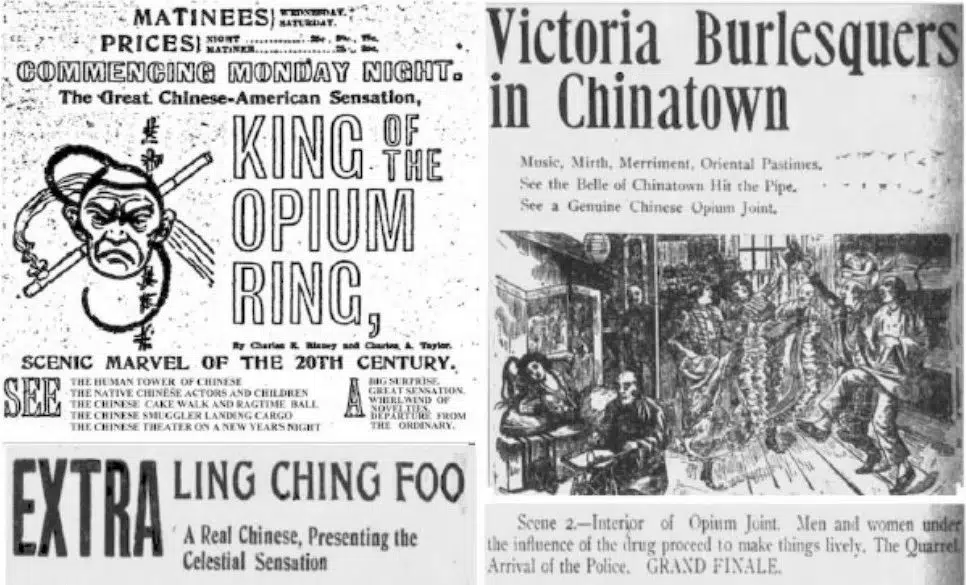 MATINEES} WEDNESDAY. SATURDAY.
PRICES} NIGHT 25c, 50c, 75c.
MATINEE 25c, 50c.
COMMENCING MONDAY NIGHT.
The Great Chinese-American Sensation,
KING OF THE
OPIUM
RING,
By Charles E. Blaney and Charles A. Taylor.
SCENIC MARVEL OF THE 20TH CENTURY.
SEE
THE HUMAN TOWER OF CHINESE
THE NATIVE CHINESE ACTORS AND CHILDREN
THE CHINESE CAKE WALK AND RAGTIME BALL
THE CHINESE SMUGGLER LANDING CARGO
THE CHINESE THEATER ON A NEW YEARS NIGHT
A
BIG SURPRISE.
GREAT SENSATION.
WHIRLWIND OF
NOVELTIES.
DEPARTURE FROM
THE ORDINARY.
EXTRA
LING CHING FOO
A Real Chinese, Presenting the
Celestial Sensation
Victoria Burlesquers
in Chinatown
Music, Mirth, Merriment, Oriental Pastimes.
See the Belle of Chinatown Hit the Pipe.
See a Genuine Chinese Opium Joint.
Scene 2.—Interior of Opium Joint. Men and women under
the influence of the drug proceed to make things lively. The Quarrel.
Arrival of the Police. GRAND FINALE.